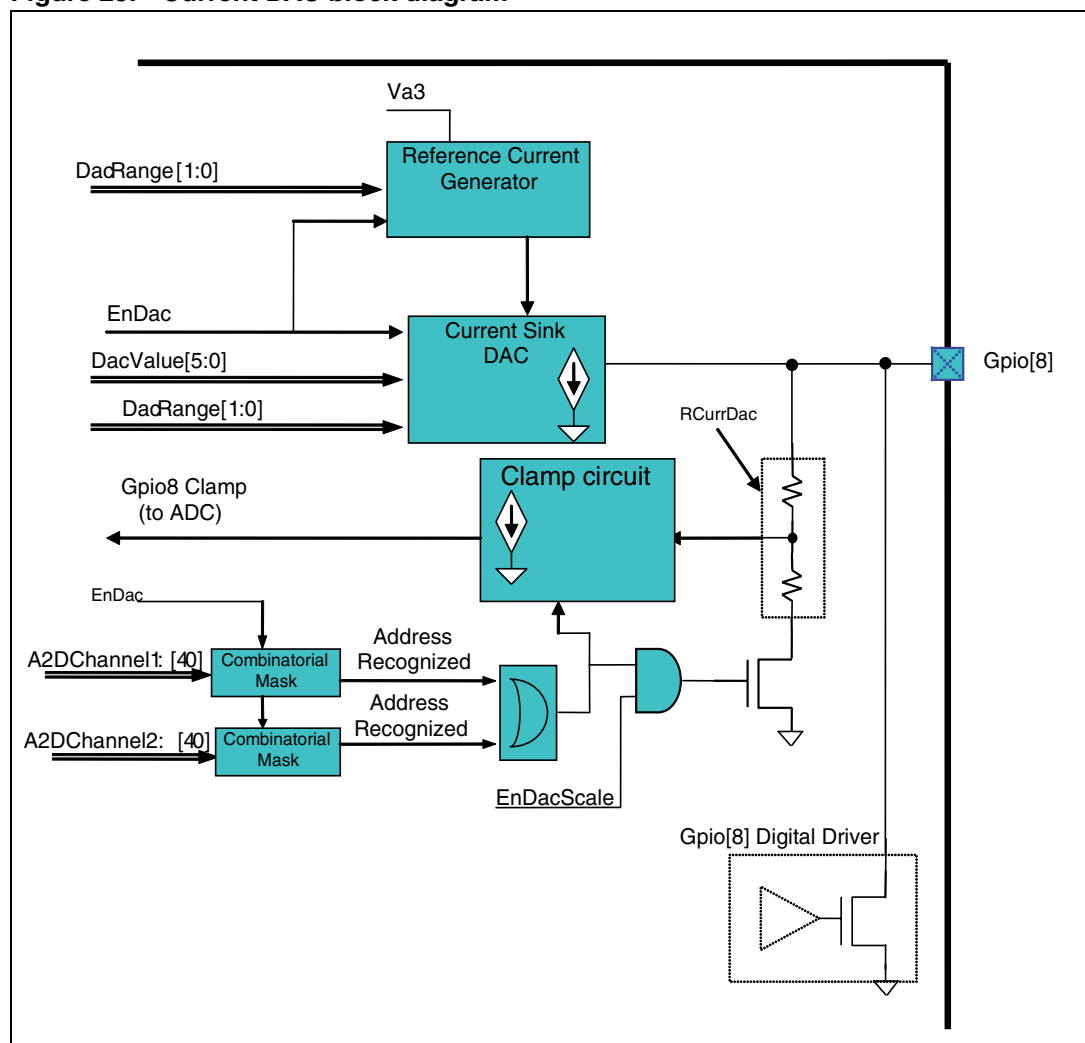 Va3
Reference Current
Generator
DacRange[1:0]
EnDac
Current Sink
DAC
DacValue[5:0]
DacRange[1:0]
Gpio[8]
RCurrDac
Clamp circuit
Gpio8 Clamp
(to ADC)
EnDac
A2DChannel1: [40]
Combinatorial
Mask
Address
Recognized
A2DChannel2: [40]
Combinatorial
Mask
Address
Recognized
EnDacScale
Gpio[8] Digital Driver